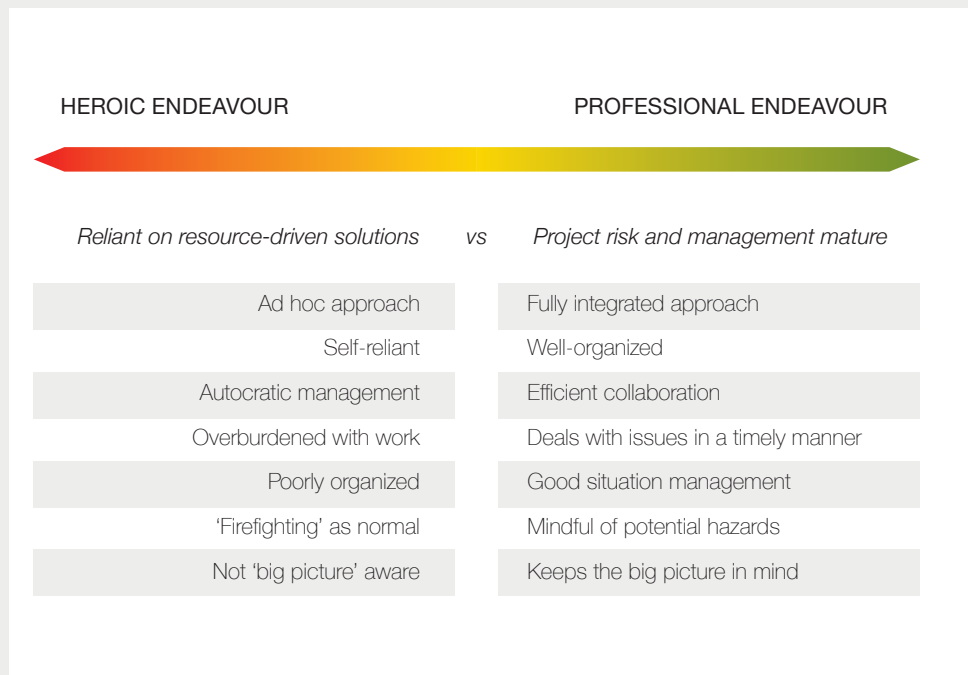 HEROIC ENDEAVOUR PROFESSIONAL ENDEAVOUR
Reliant on resource-driven solutions vs Project risk and management mature
Ad hoc approach Fully integrated approach
Self-reliant Well-organized
Autocratic management Efficient collaboration
Overburdened with work Deals with issues in a timely manner
Poorly organized Good situation management
‘Firefighting’ as normal Mindful of potential hazards
Not ‘big picture’ aware Keeps the big picture in mind